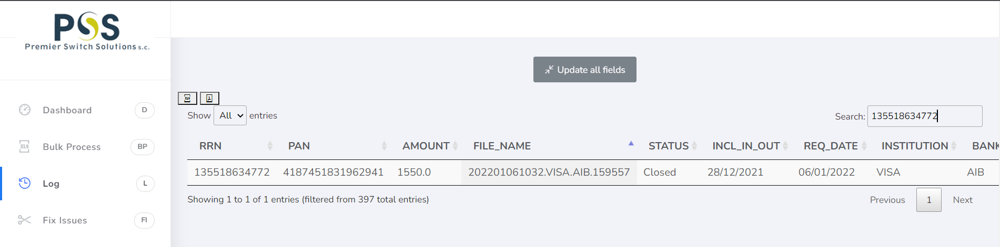 PSS
Premier Switch Solutions s.c.
Update all fields
Dashboard D
Bulk Process BP
Log L
Fix Issues FI
XLS
Show All entries
Search: 135518634772
RRN PAN AMOUNT FILE_NAME STATUS INCL_IN_OUT REQ_DATE INSTITUTION BANK
135518634772 4187451831962941 1550.0 202201061032.VISA.AIB.159557 Closed 28/12/2021 06/01/2022 VISA AIB
Showing 1 to 1 of 1 entries (filtered from 397 total entries)
Previous 1 Next